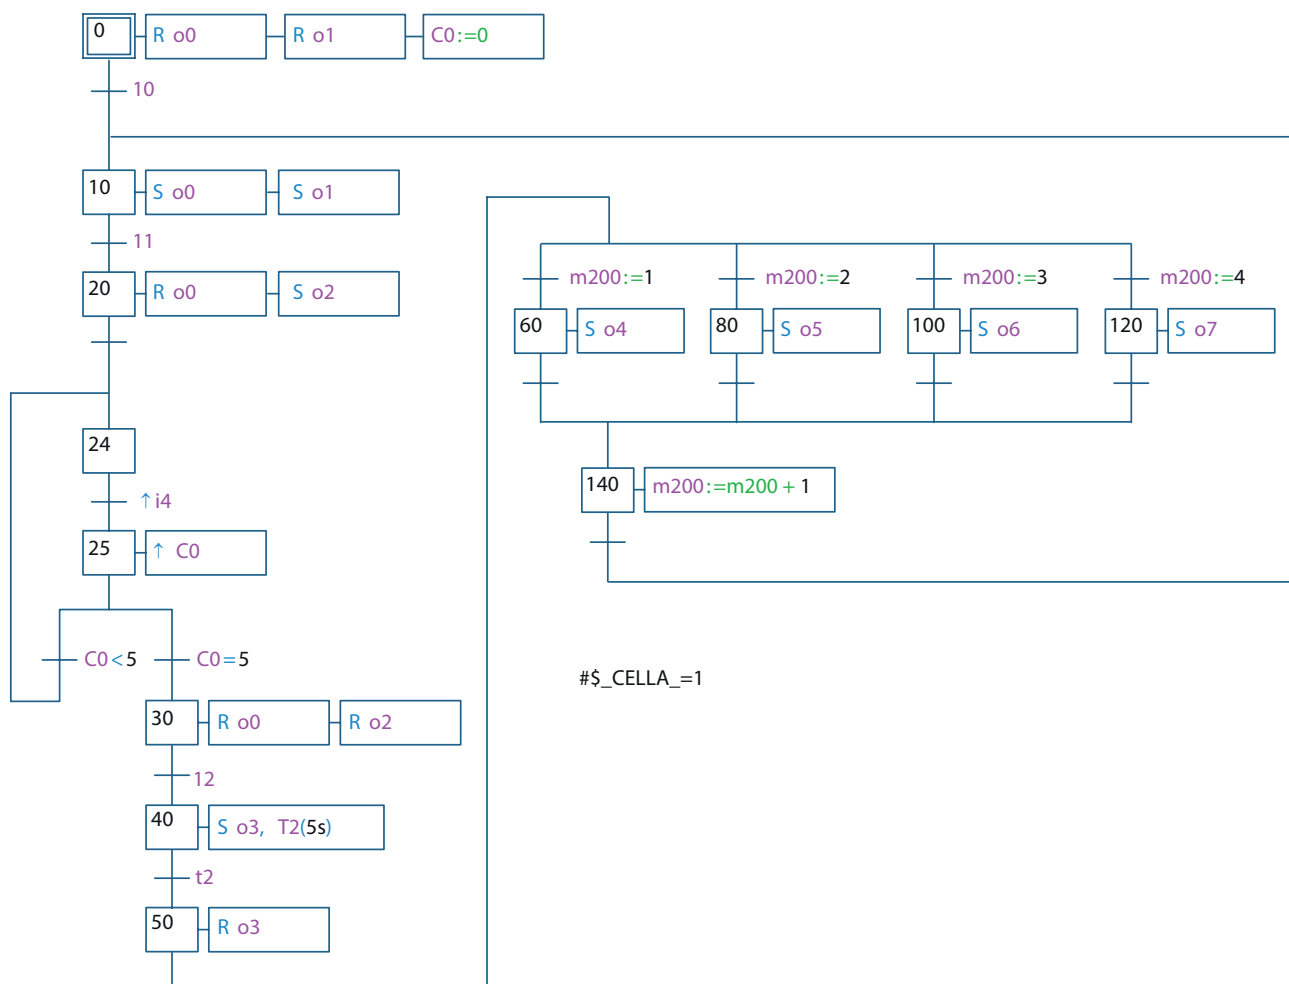 0 R o0 R o1 C0:=0
10
10 S o0 S o1
11
20 R o0 S o2
24
↑ i4
25 ↑ C0
C0<5 C0=5
30 R o0 R o2
12
40 S o3, T2(5s)
t2
50 R o3
m200:=1 m200:=2 m200:=3 m200:=4
60 S o4 80 S o5 100 S o6 120 S o7
140 m200:=m200 + 1
#$_CELLA_=1